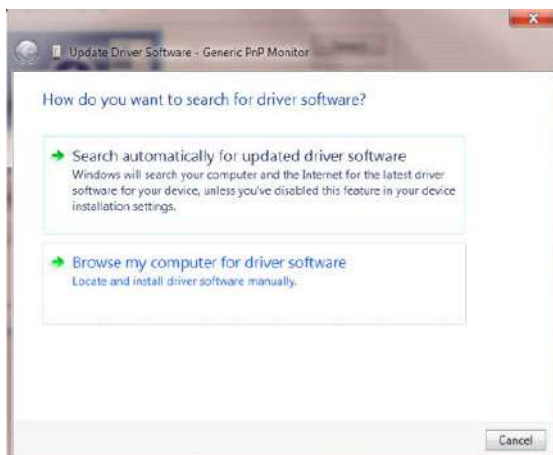 Update Driver Software - Generic PnP Monitor
How do you want to search for driver software?
Search automatically for updated driver software
Windows will search your computer and the Internet for the latest driver
software for your device, unless you've disabled this feature in your device
installation settings.
Browse my computer for driver software
Locate and install driver software manually.
Cancel